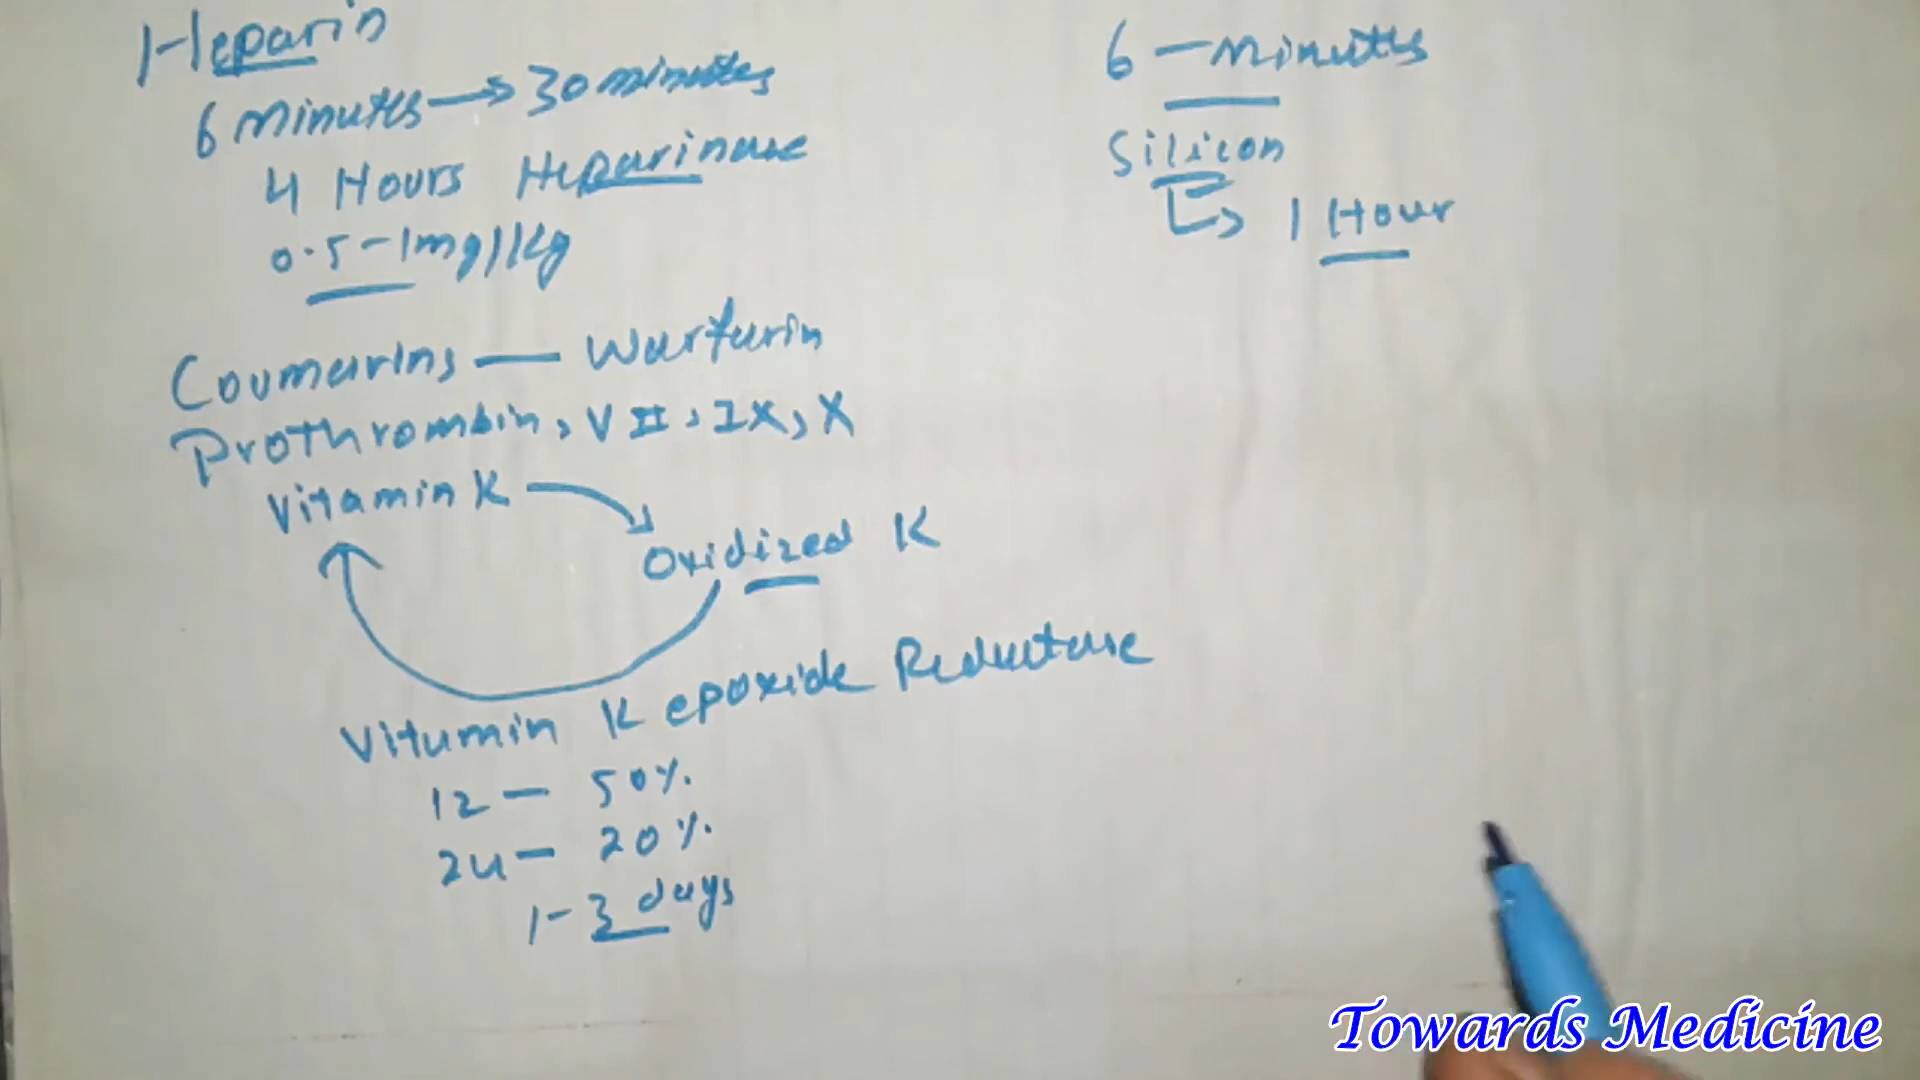 Heparin
6 Minutes → 30 minutes
4 Hours Heparinase
0.5-1mg/Kg
Coumarins — Warfarin
Prothrombin, VII, IX, X
Vitamin K → Oxidized K
Vitamin K epoxide Reductase
12 — 50%.
24 — 20%.
1-3 days
6 — Minutes
Silicon
↳ 1 Hour
Towards Medicine